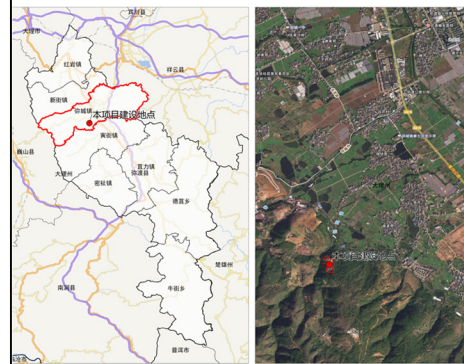 宾川县
大理市
红岩镇
祥云县
新街镇
弥城镇
本项目建设地点
寅街镇
巍山县
大理州
苴力镇
弥渡县
密祉镇
德苴乡
楚雄州
南涧县
牛街乡
普洱市
本项目建设地点